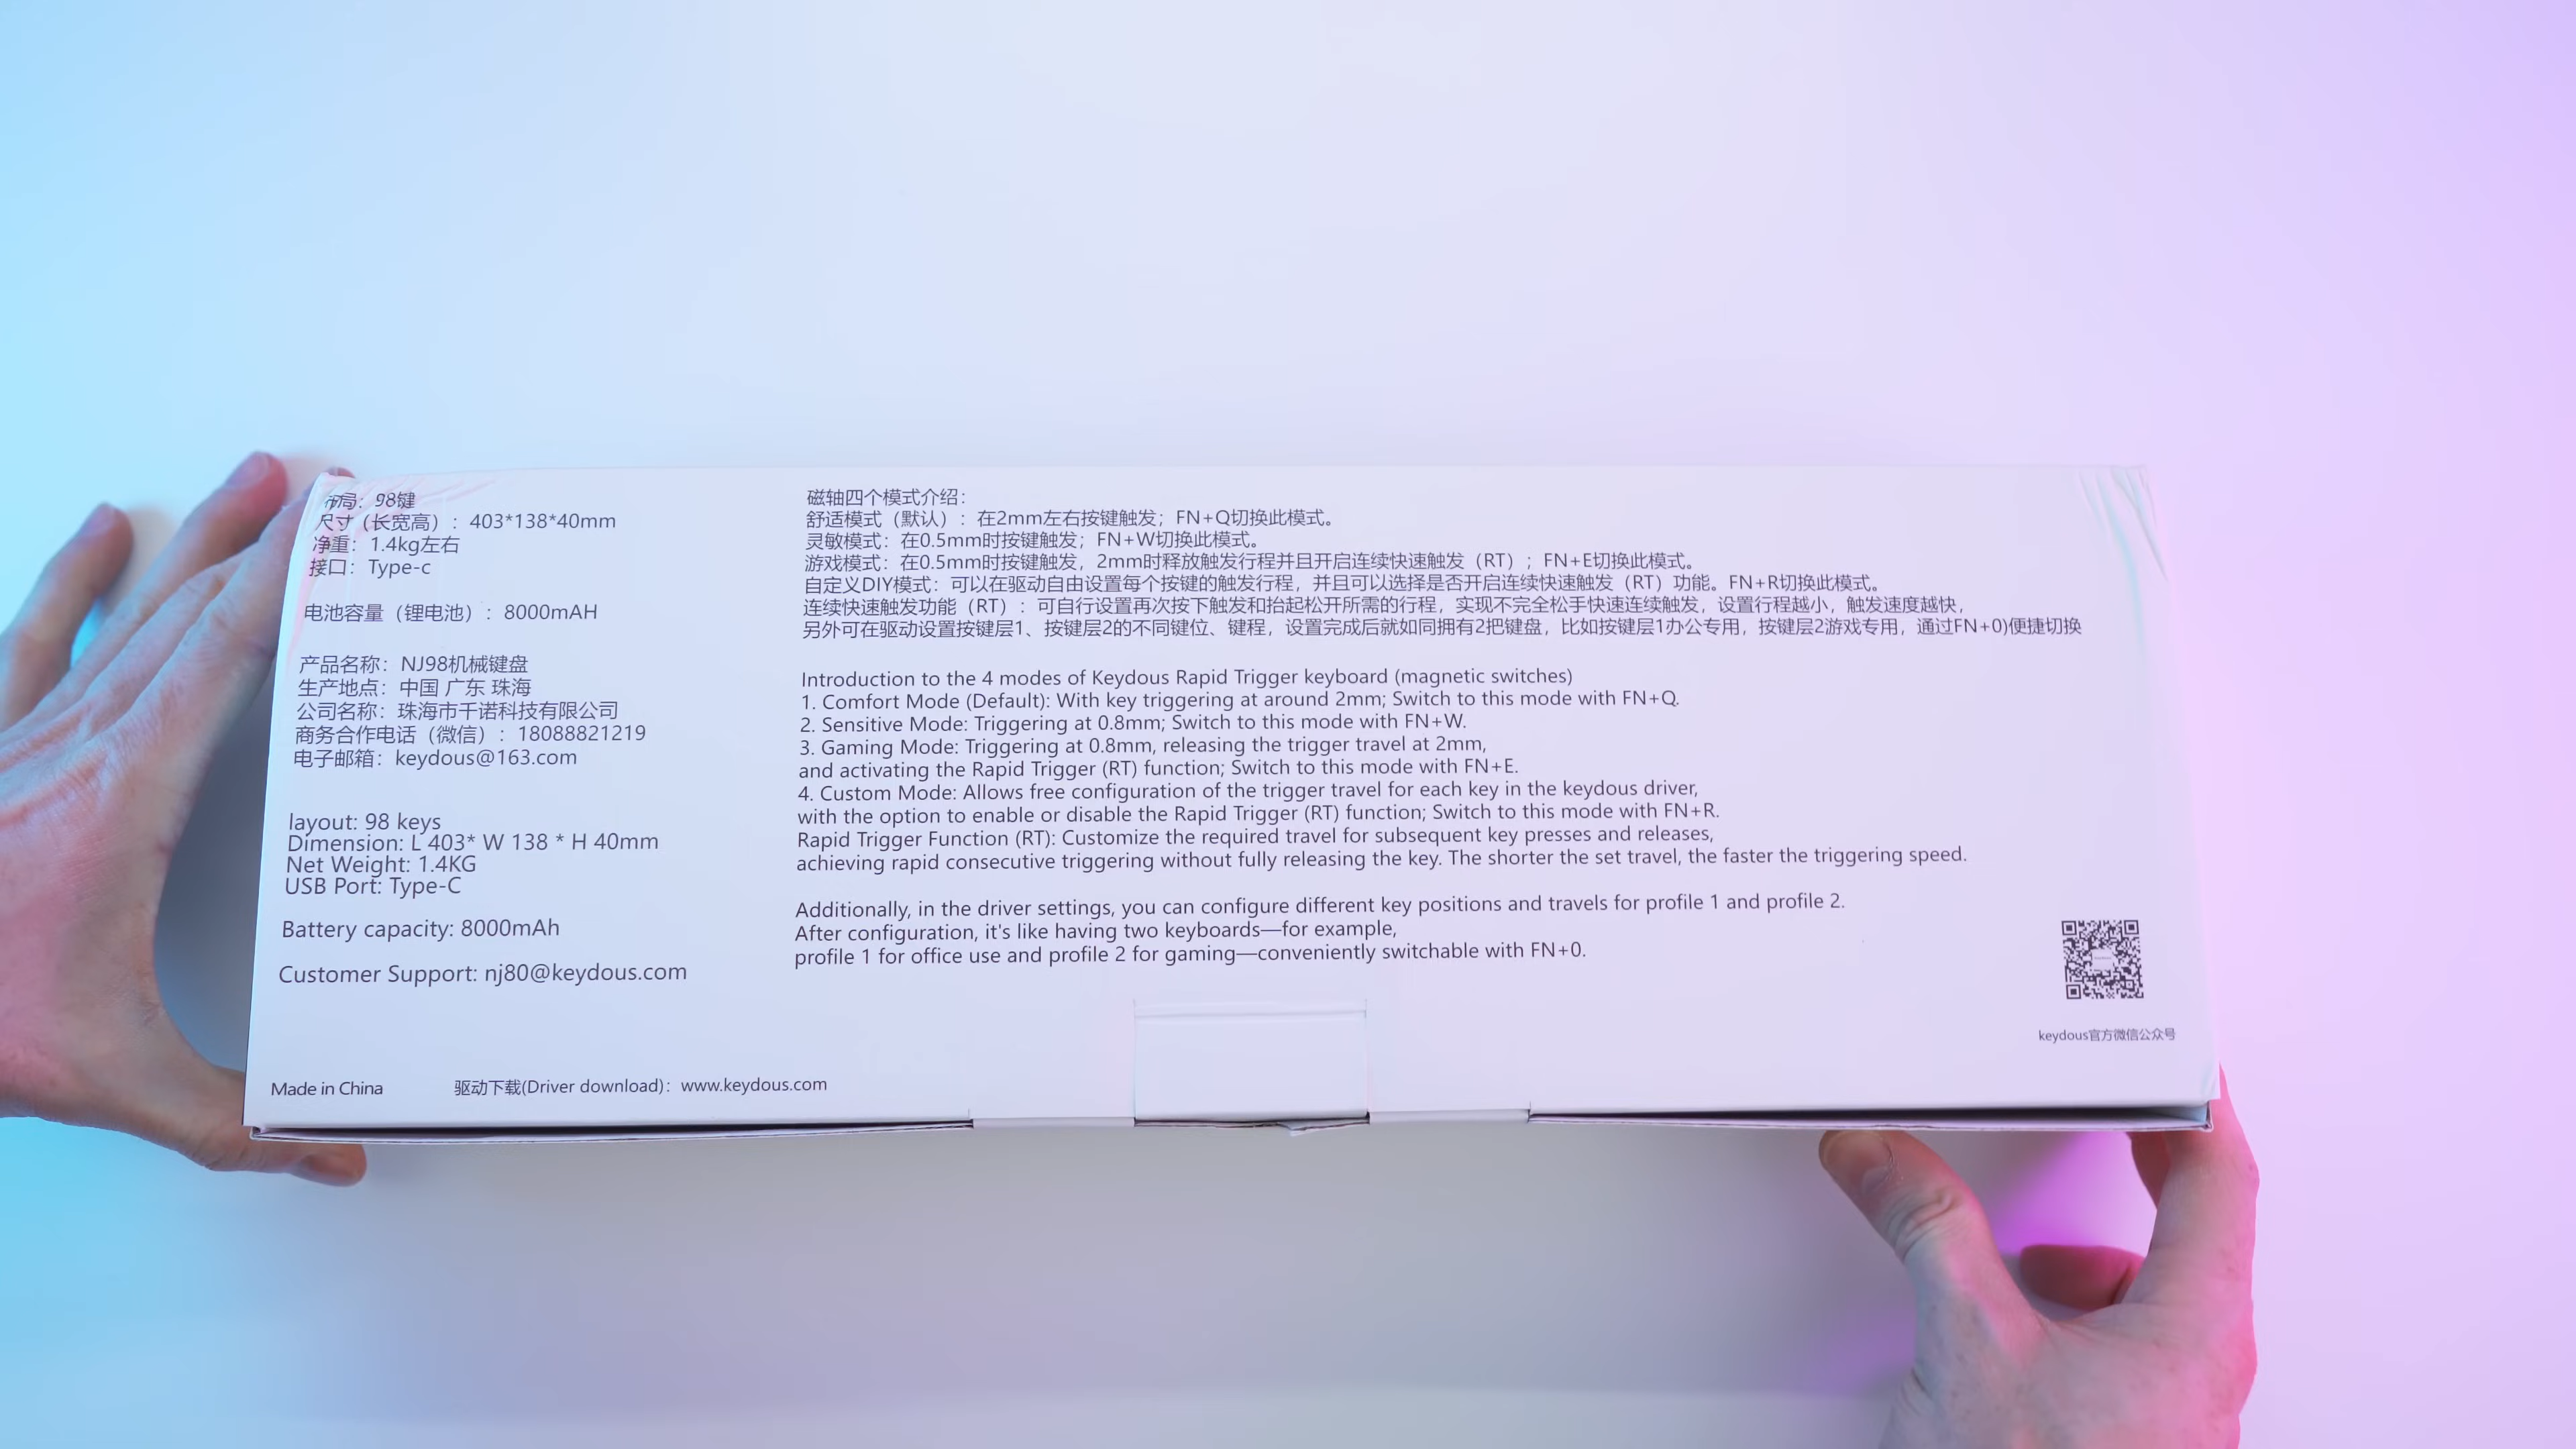 布局：98键
尺寸（长宽高）：403*138*40mm
净重：1.4kg左右
接口：Type-c
电池容量（锂电池）：8000mAH
产品名称：NJ98机械键盘
生产地点：中国 广东 珠海
公司名称：珠海市千诺科技有限公司
商务合作电话（微信）：18088821219
电子邮箱：keydous@163.com
layout: 98 keys
Dimension: L 403* W 138 * H 40mm
Net Weight: 1.4KG
USB Port: Type-C
Battery capacity: 8000mAh
Customer Support: nj80@keydous.com
磁轴四个模式介绍：
舒适模式（默认）：在2mm左右按键触发；FN+Q切换此模式。
灵敏模式：在0.5mm时按键触发；FN+W切换此模式。
游戏模式：在0.5mm时按键触发，2mm时释放触发行程并且开启连续快速触发（RT）；FN+E切换此模式。
自定义DIY模式：可以在驱动自由设置每个按键的触发行程，并且可以选择是否开启连续快速触发（RT）功能。FN+R切换此模式。
连续快速触发功能（RT）：可自行设置再次按下触发和抬起松开所需的行程，实现不完全松手快速连续触发，设置行程越小，触发速度越快，
另外可在驱动设置按键层1、按键层2的不同键位、键程，设置完成后就如同拥有2把键盘，比如按键层1办公专用，按键层2游戏专用，通过FN+0)便捷切换
Introduction to the 4 modes of Keydous Rapid Trigger keyboard (magnetic switches)
1. Comfort Mode (Default): With key triggering at around 2mm; Switch to this mode with FN+Q.
2. Sensitive Mode: Triggering at 0.8mm; Switch to this mode with FN+W.
3. Gaming Mode: Triggering at 0.8mm, releasing the trigger travel at 2mm,
and activating the Rapid Trigger (RT) function; Switch to this mode with FN+E.
4. Custom Mode: Allows free configuration of the trigger travel for each key in the keydous driver,
with the option to enable or disable the Rapid Trigger (RT) function; Switch to this mode with FN+R.
Rapid Trigger Function (RT): Customize the required travel for subsequent key presses and releases,
achieving rapid consecutive triggering without fully releasing the key. The shorter the set travel, the faster the triggering speed.
Additionally, in the driver settings, you can configure different key positions and travels for profile 1 and profile 2.
After configuration, it's like having two keyboards—for example,
profile 1 for office use and profile 2 for gaming—conveniently switchable with FN+0.
keydous官方微信公众号
Made in China
驱动下载(Driver download)：www.keydous.com